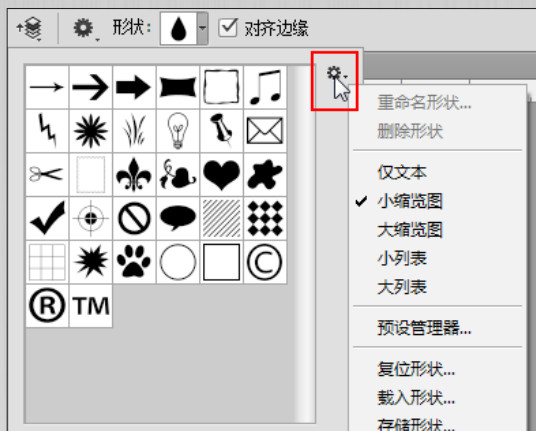 形状:
对齐边缘
重命名形状...
删除形状
仅文本
小缩览图
大缩览图
小列表
大列表
预设管理器...
复位形状...
载入形状...
存储形状...
©
® TM